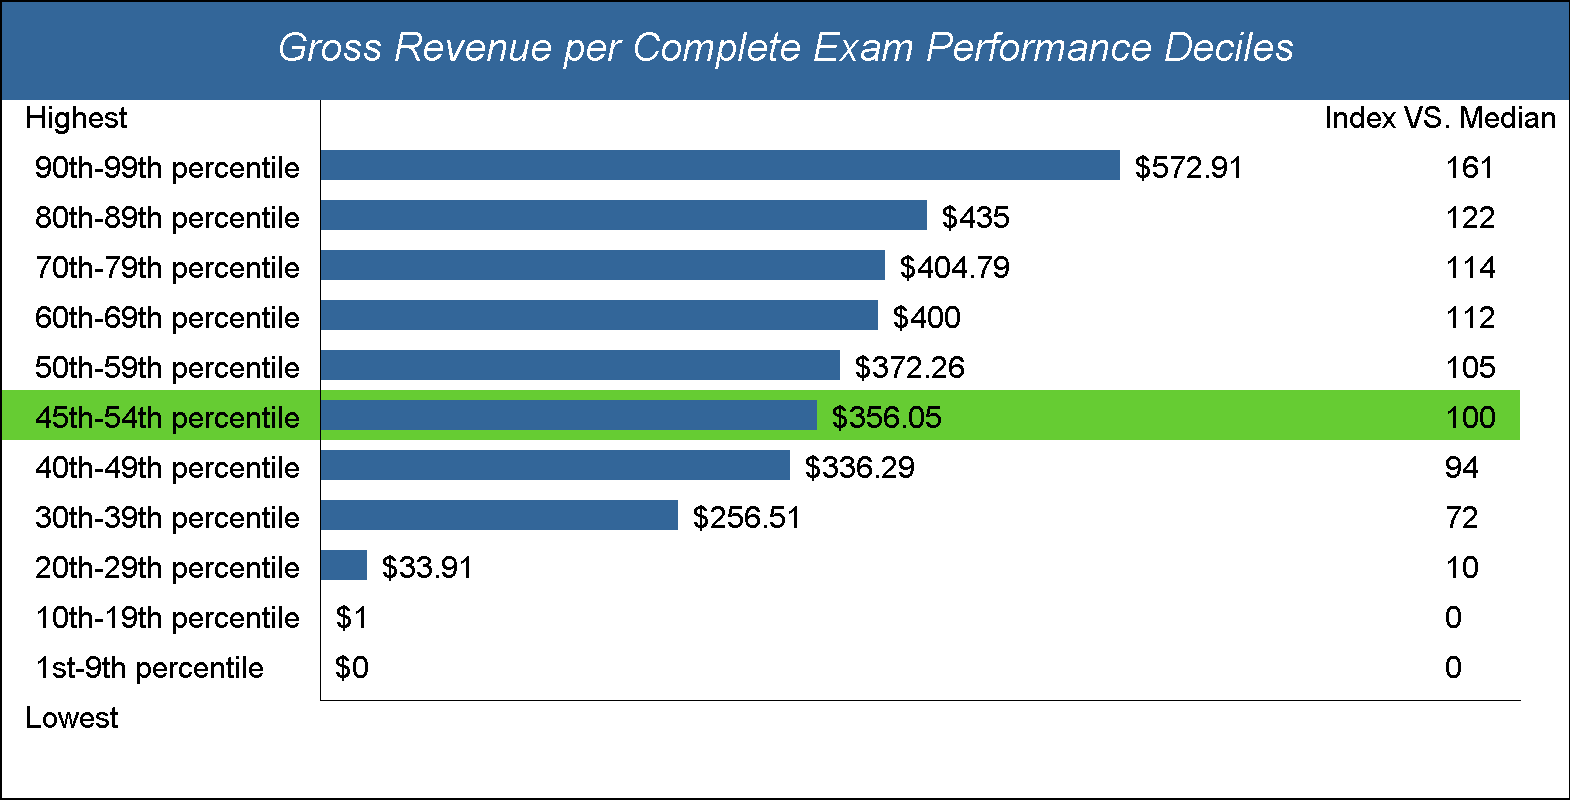 Gross Revenue per Complete Exam Performance Deciles
Highest Index VS. Median
90th-99th percentile $572.91 161
80th-89th percentile $435 122
70th-79th percentile $404.79 114
60th-69th percentile $400 112
50th-59th percentile $372.26 105
45th-54th percentile $356.05 100
40th-49th percentile $336.29 94
30th-39th percentile $256.51 72
20th-29th percentile $33.91 10
10th-19th percentile $1 0
1st-9th percentile $0 0
Lowest